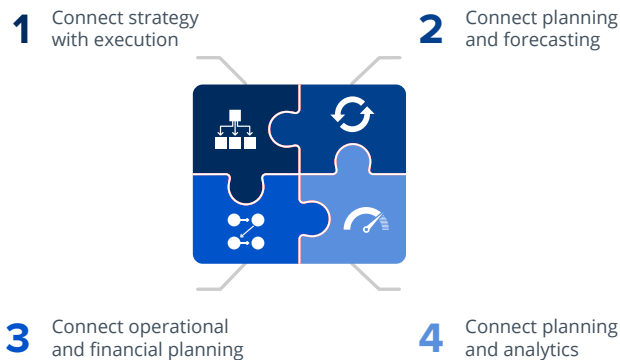 1 Connect strategy
with execution
2 Connect planning
and forecasting
3 Connect operational
and financial planning
4 Connect planning
and analytics